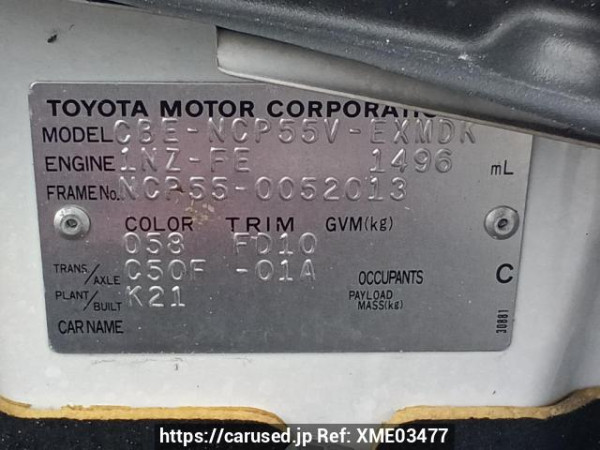 TOYOTA MOTOR CORPORATI
MODEL CBE-NCP55V-EXMDK
ENGINE 1NZ-FE 1496 mL
FRAME No. NCP55-0052013
COLOR TRIM GVM(kg)
058 FD10
TRANS/AXLE C50F -01A OCCUPANTS C
PLANT/BUILT K21 PAYLOAD MASS(kg)
CAR NAME 30881
https://carused.jp Ref: XME03477